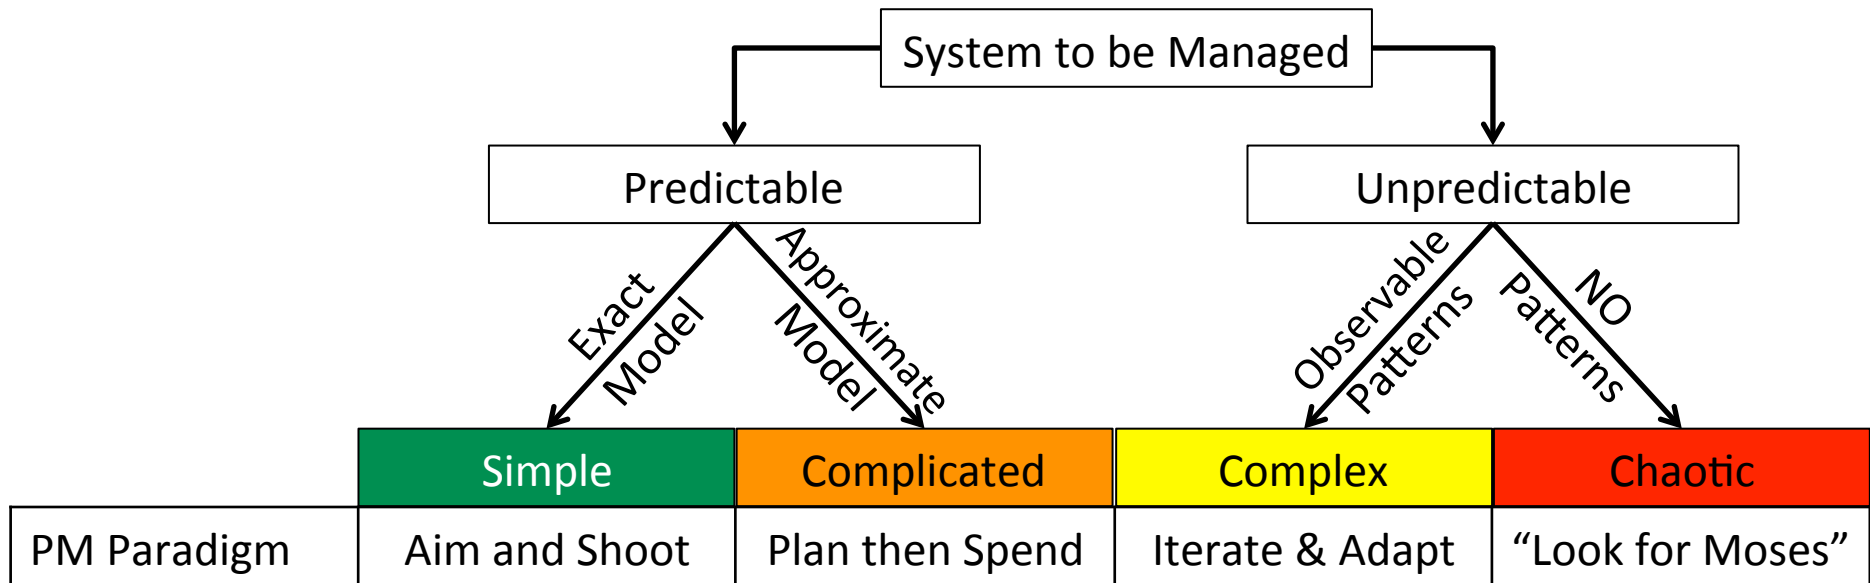 System to be Managed
Predictable
Unpredictable
Exact
Model
Approximate
Model
Observable
Patterns
NO
Patterns
Simple
Complicated
Complex
Chaotic
PM Paradigm
Aim and Shoot
Plan then Spend
Iterate & Adapt
“Look for Moses”